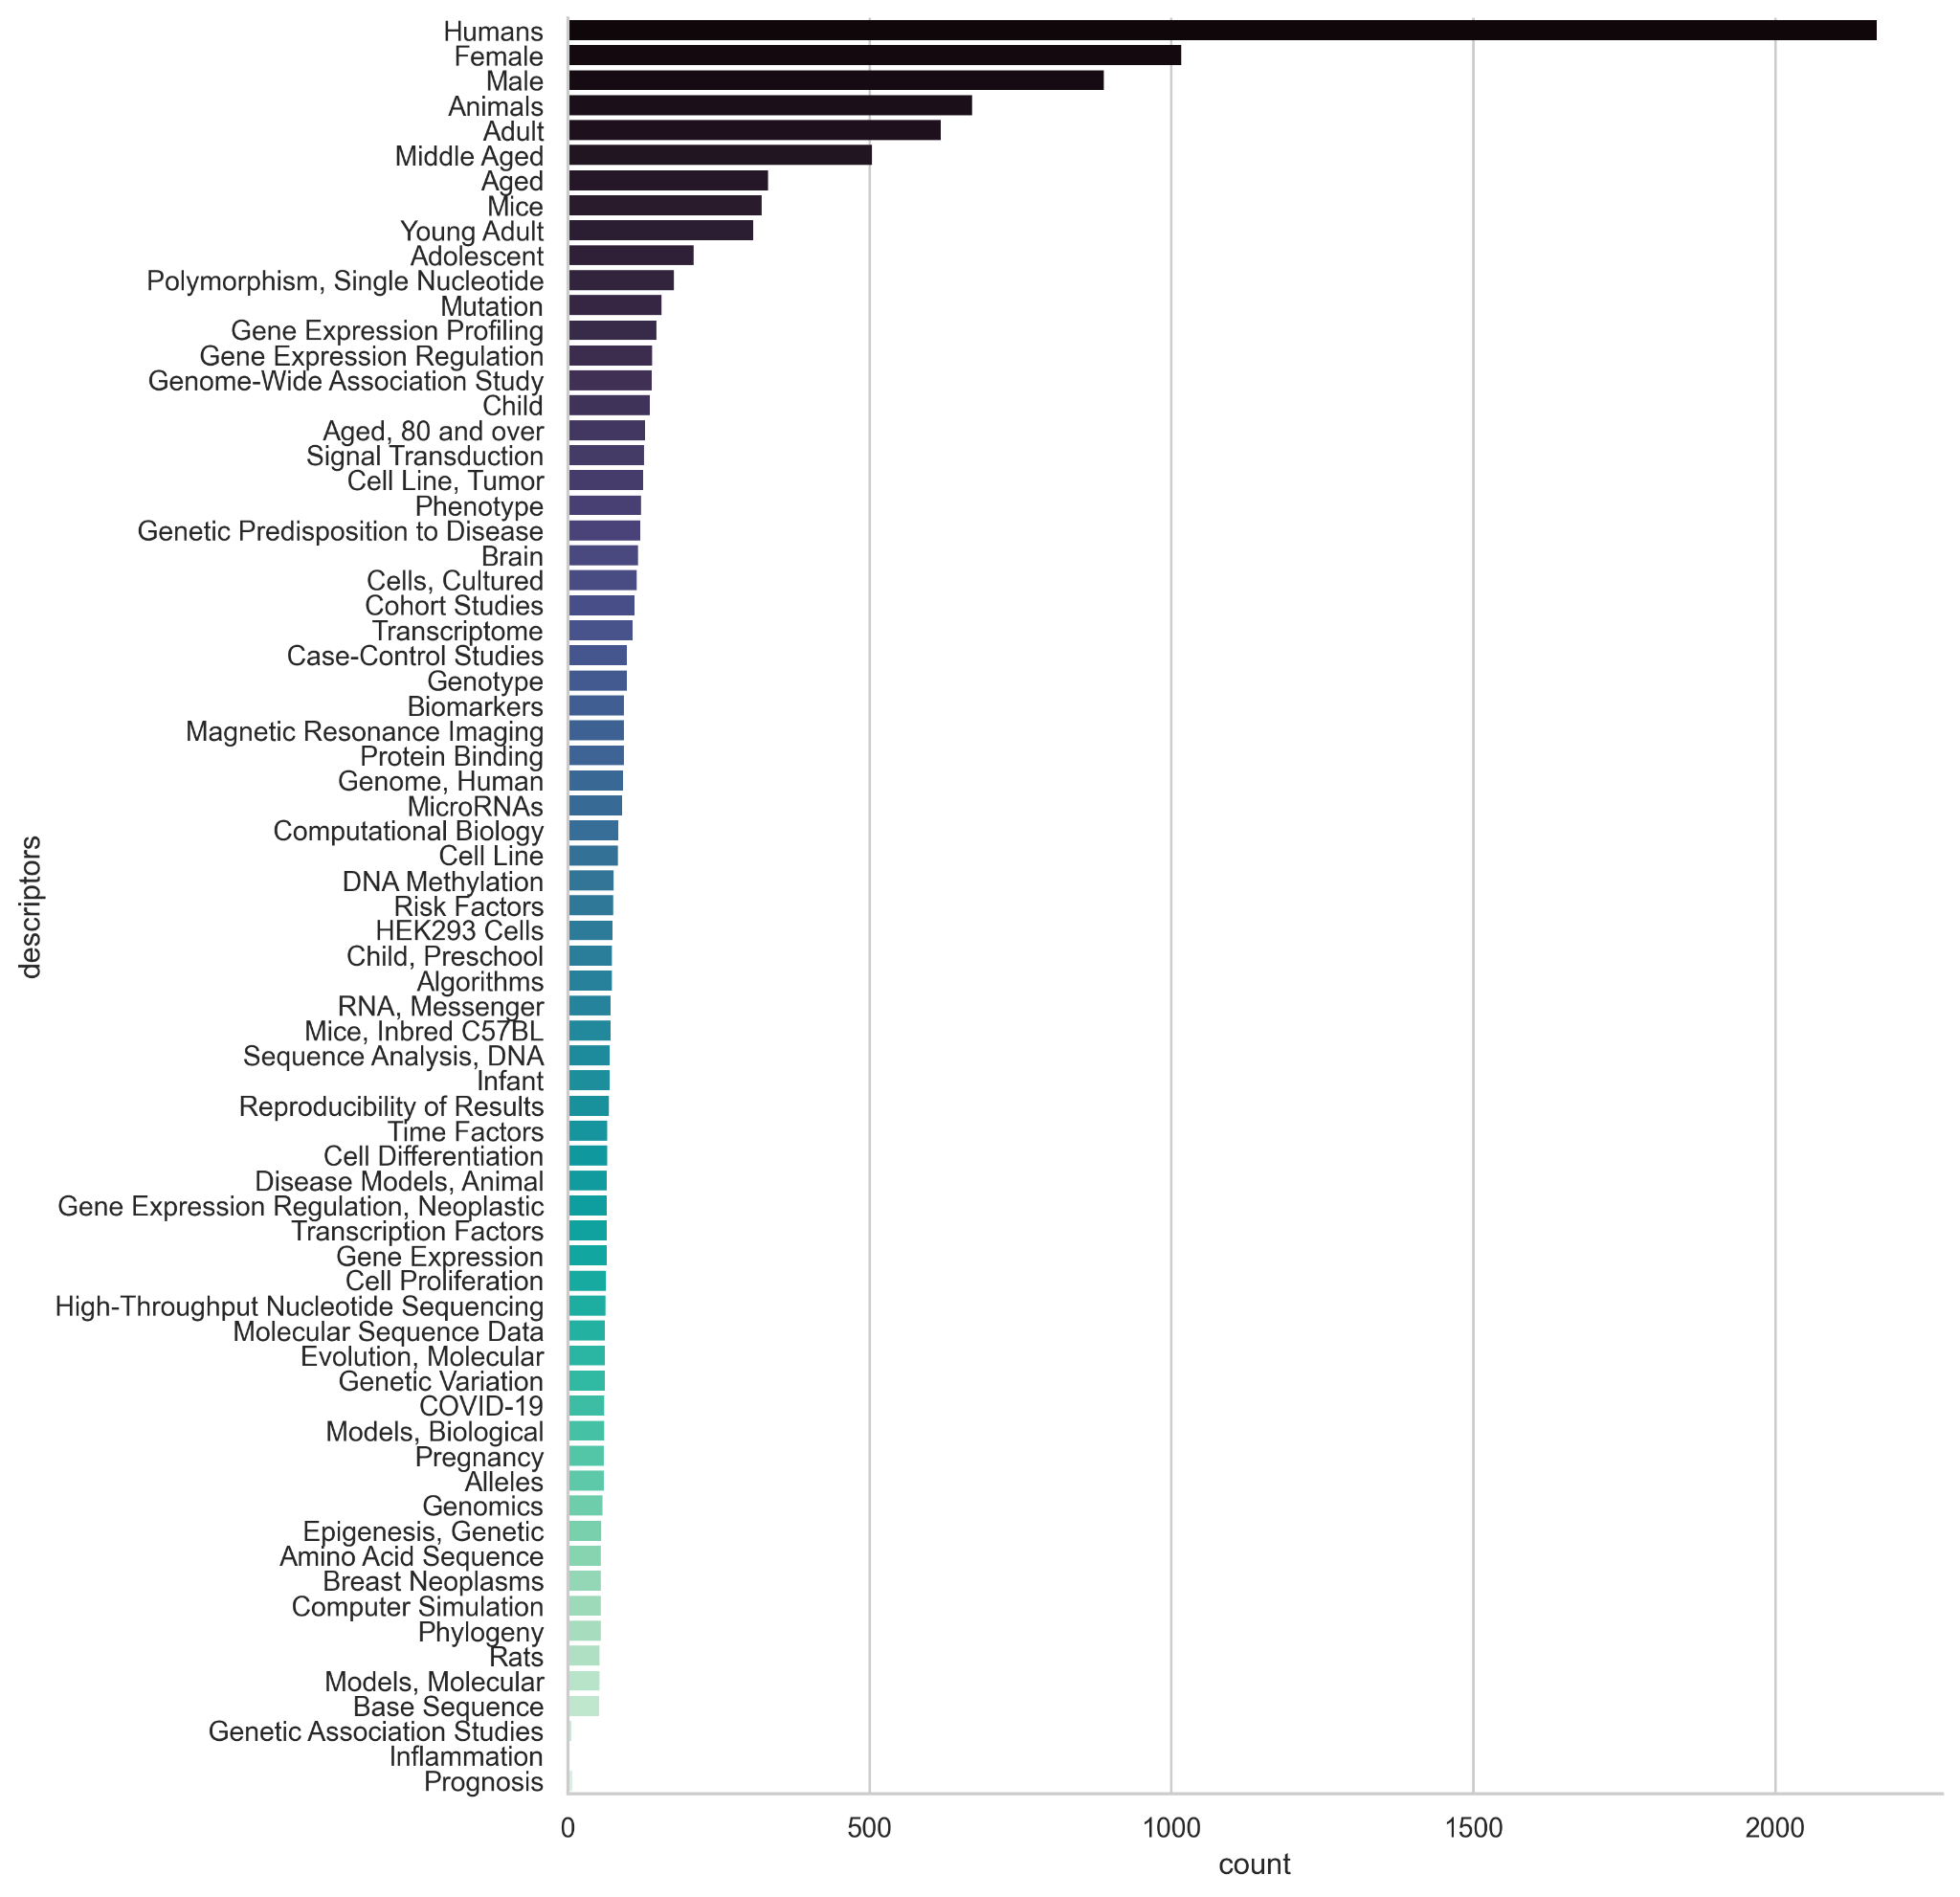 Humans
Female
Male
Animals
Adult
Middle Aged
Aged
Mice
Young Adult
Adolescent
Polymorphism, Single Nucleotide
Mutation
Gene Expression Profiling
Gene Expression Regulation
Genome-Wide Association Study
Child
Aged, 80 and over
Signal Transduction
Cell Line, Tumor
Phenotype
Genetic Predisposition to Disease
Brain
Cells, Cultured
Cohort Studies
Transcriptome
Case-Control Studies
Genotype
Biomarkers
Magnetic Resonance Imaging
Protein Binding
Genome, Human
MicroRNAs
Computational Biology
Cell Line
DNA Methylation
Risk Factors
HEK293 Cells
Child, Preschool
Algorithms
RNA, Messenger
Mice, Inbred C57BL
Sequence Analysis, DNA
Infant
Reproducibility of Results
Time Factors
Cell Differentiation
Disease Models, Animal
Gene Expression Regulation, Neoplastic
Transcription Factors
Gene Expression
Cell Proliferation
High-Throughput Nucleotide Sequencing
Molecular Sequence Data
Evolution, Molecular
Genetic Variation
COVID-19
Models, Biological
Pregnancy
Alleles
Genomics
Epigenesis, Genetic
Amino Acid Sequence
Breast Neoplasms
Computer Simulation
Phylogeny
Rats
Models, Molecular
Base Sequence
Genetic Association Studies
Inflammation
Prognosis
descriptors
0 500 1000 1500 2000
count